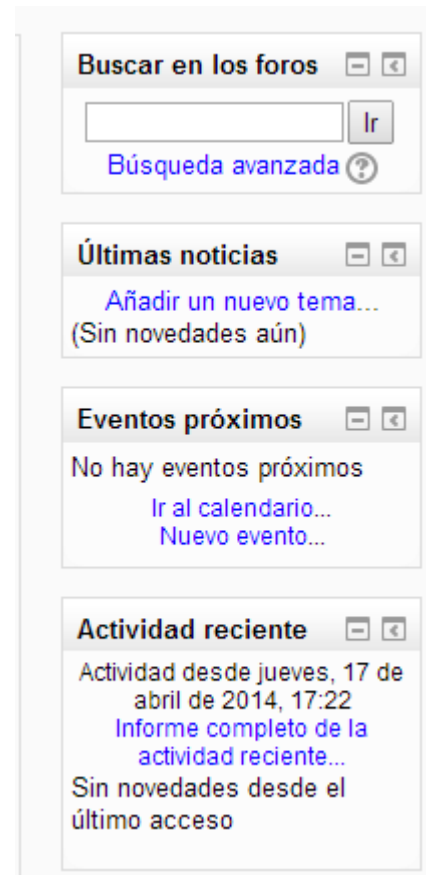 Buscar en los foros
Ir
Búsqueda avanzada ?
Últimas noticias
Añadir un nuevo tema...
(Sin novedades aún)
Eventos próximos
No hay eventos próximos
Ir al calendario...
Nuevo evento...
Actividad reciente
Actividad desde jueves, 17 de
abril de 2014, 17:22
Informe completo de la
actividad reciente...
Sin novedades desde el
último acceso